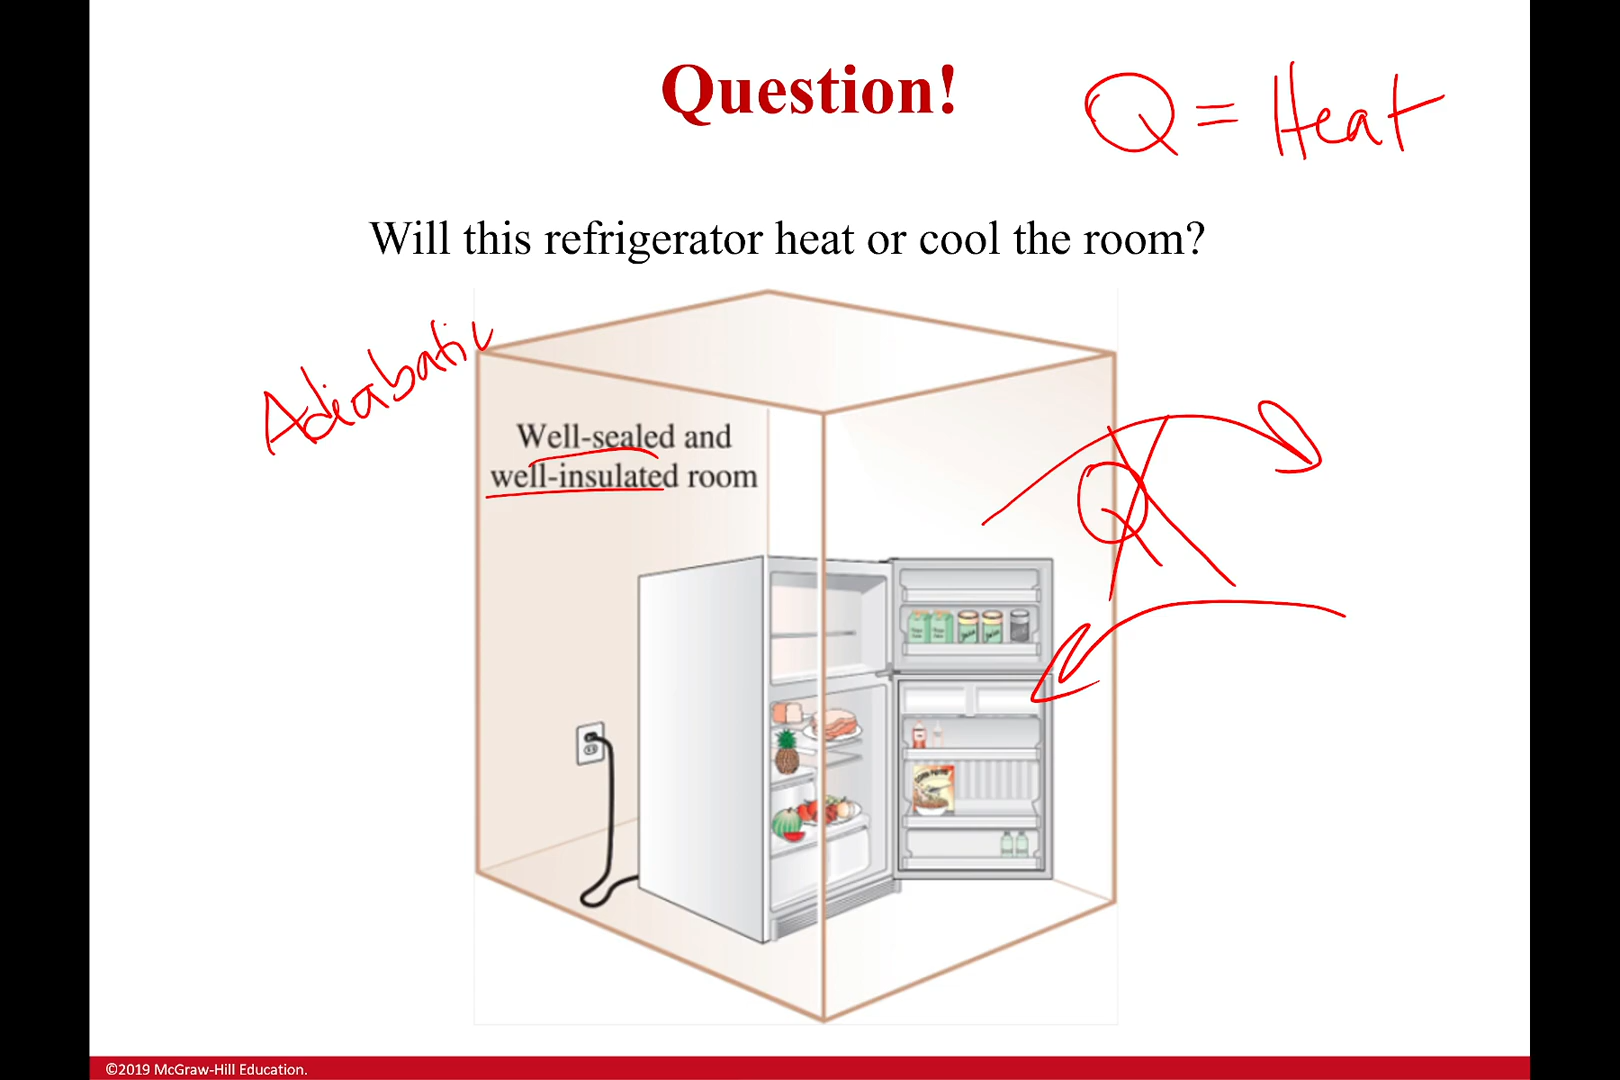 Question!
Q = Heat
Will this refrigerator heat or cool the room?
Adiabatic
Well-sealed and
well-insulated room
Q
©2019 McGraw-Hill Education.